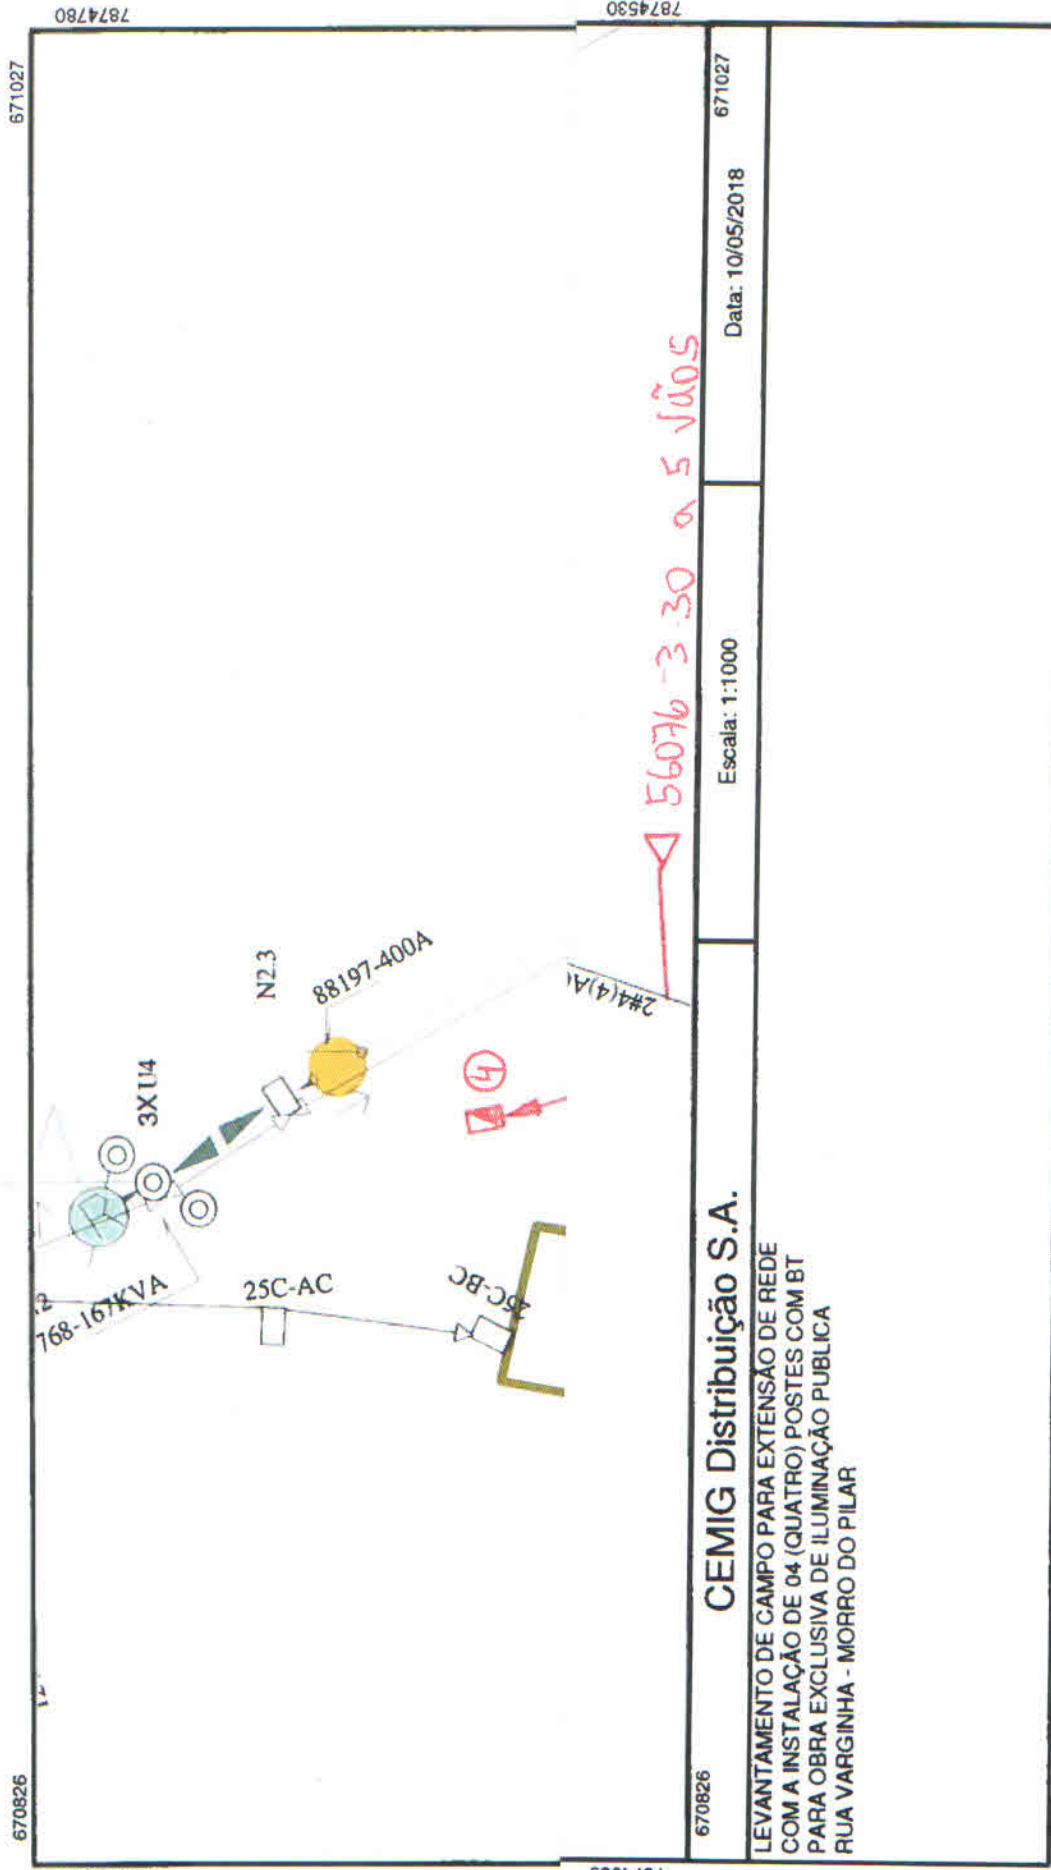 670826
671027
7874780
768-167KVA
3XU4
N2.3
88197-400A
25C-AC
25C-BC
4
2#4(4)A(
56076-3-30 a 5 vãos
7874530
670826
671027
CEMIG Distribuição S.A.
Escala: 1:1000
Data: 10/05/2018
LEVANTAMENTO DE CAMPO PARA EXTENSÃO DE REDE
COM A INSTALAÇÃO DE 04 (QUATRO) POSTES COM BT
PARA OBRA EXCLUSIVA DE ILUMINAÇÃO PUBLICA
RUA VARGINHA - MORRO DO PILAR